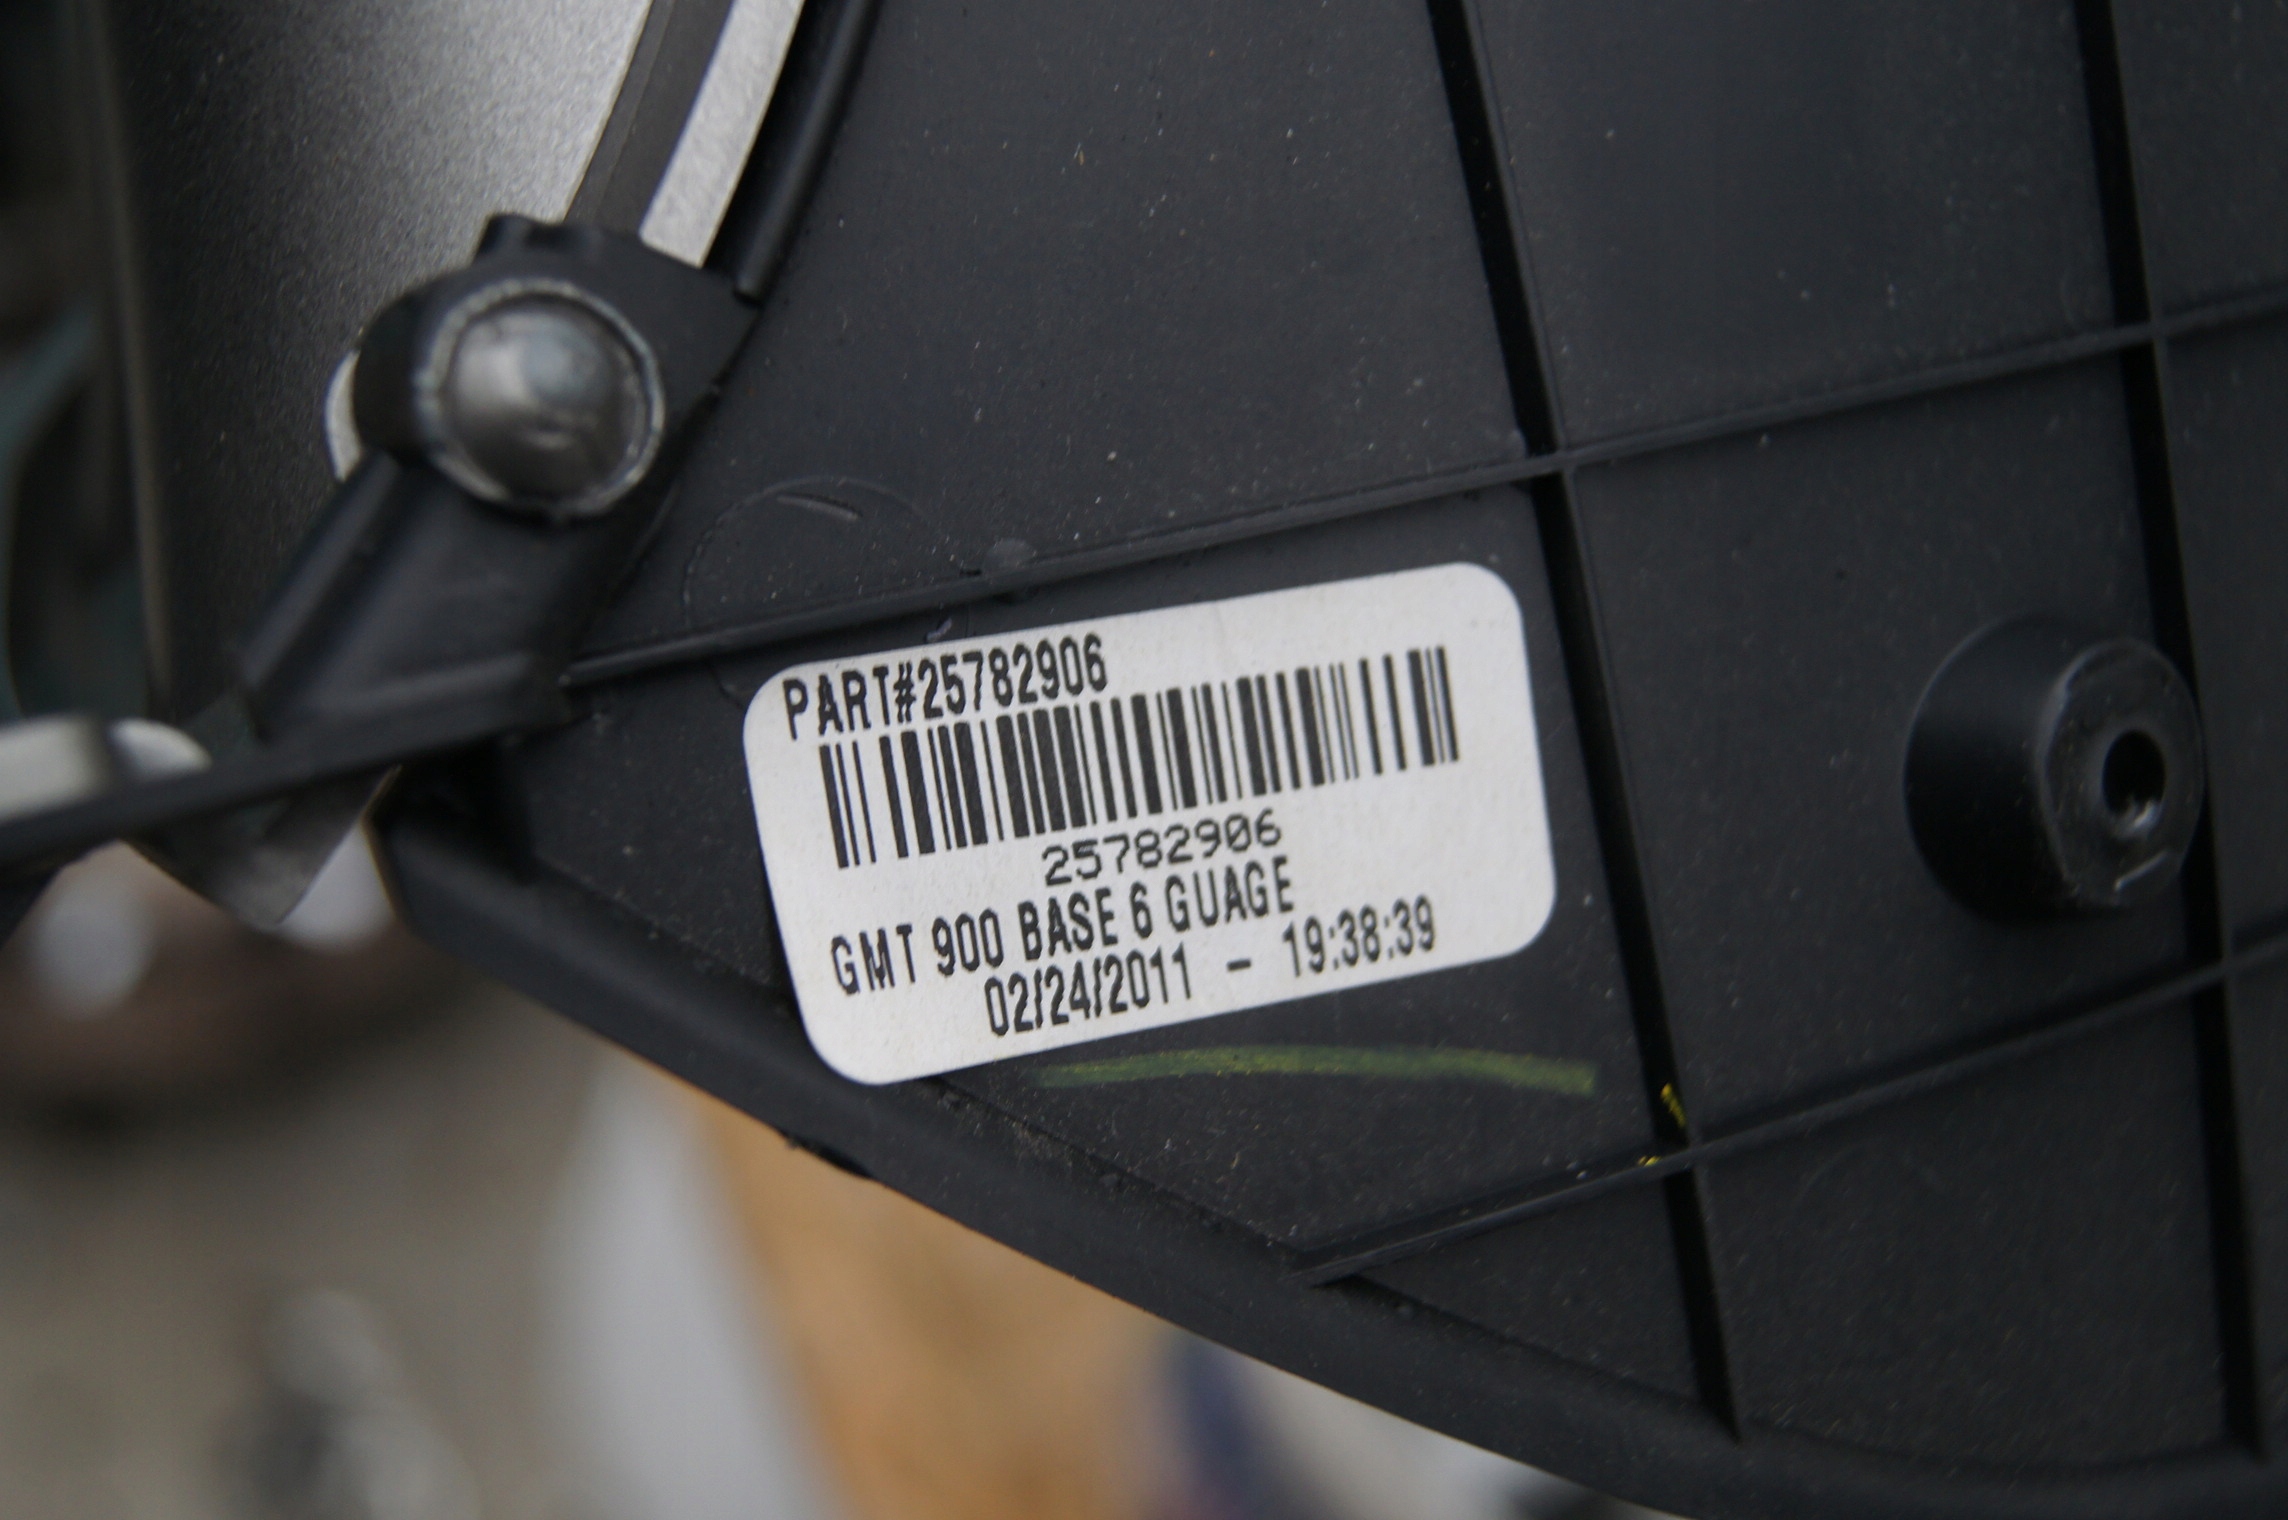 PART#25782906
25782906
GMT 900 BASE 6 GUAGE
02/24/2011 - 19:38:39